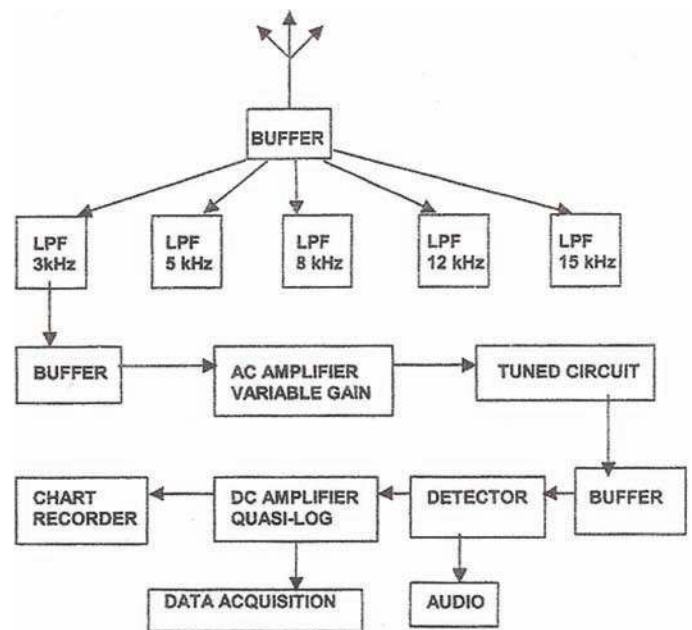 BUFFER
LPF
3kHz
LPF
5 kHz
LPF
8 kHz
LPF
12 kHz
LPF
15 kHz
BUFFER
AC AMPLIFIER
VARIABLE GAIN
TUNED CIRCUIT
CHART
RECORDER
DC AMPLIFIER
QUASI-LOG
DETECTOR
BUFFER
DATA ACQUISITION
AUDIO